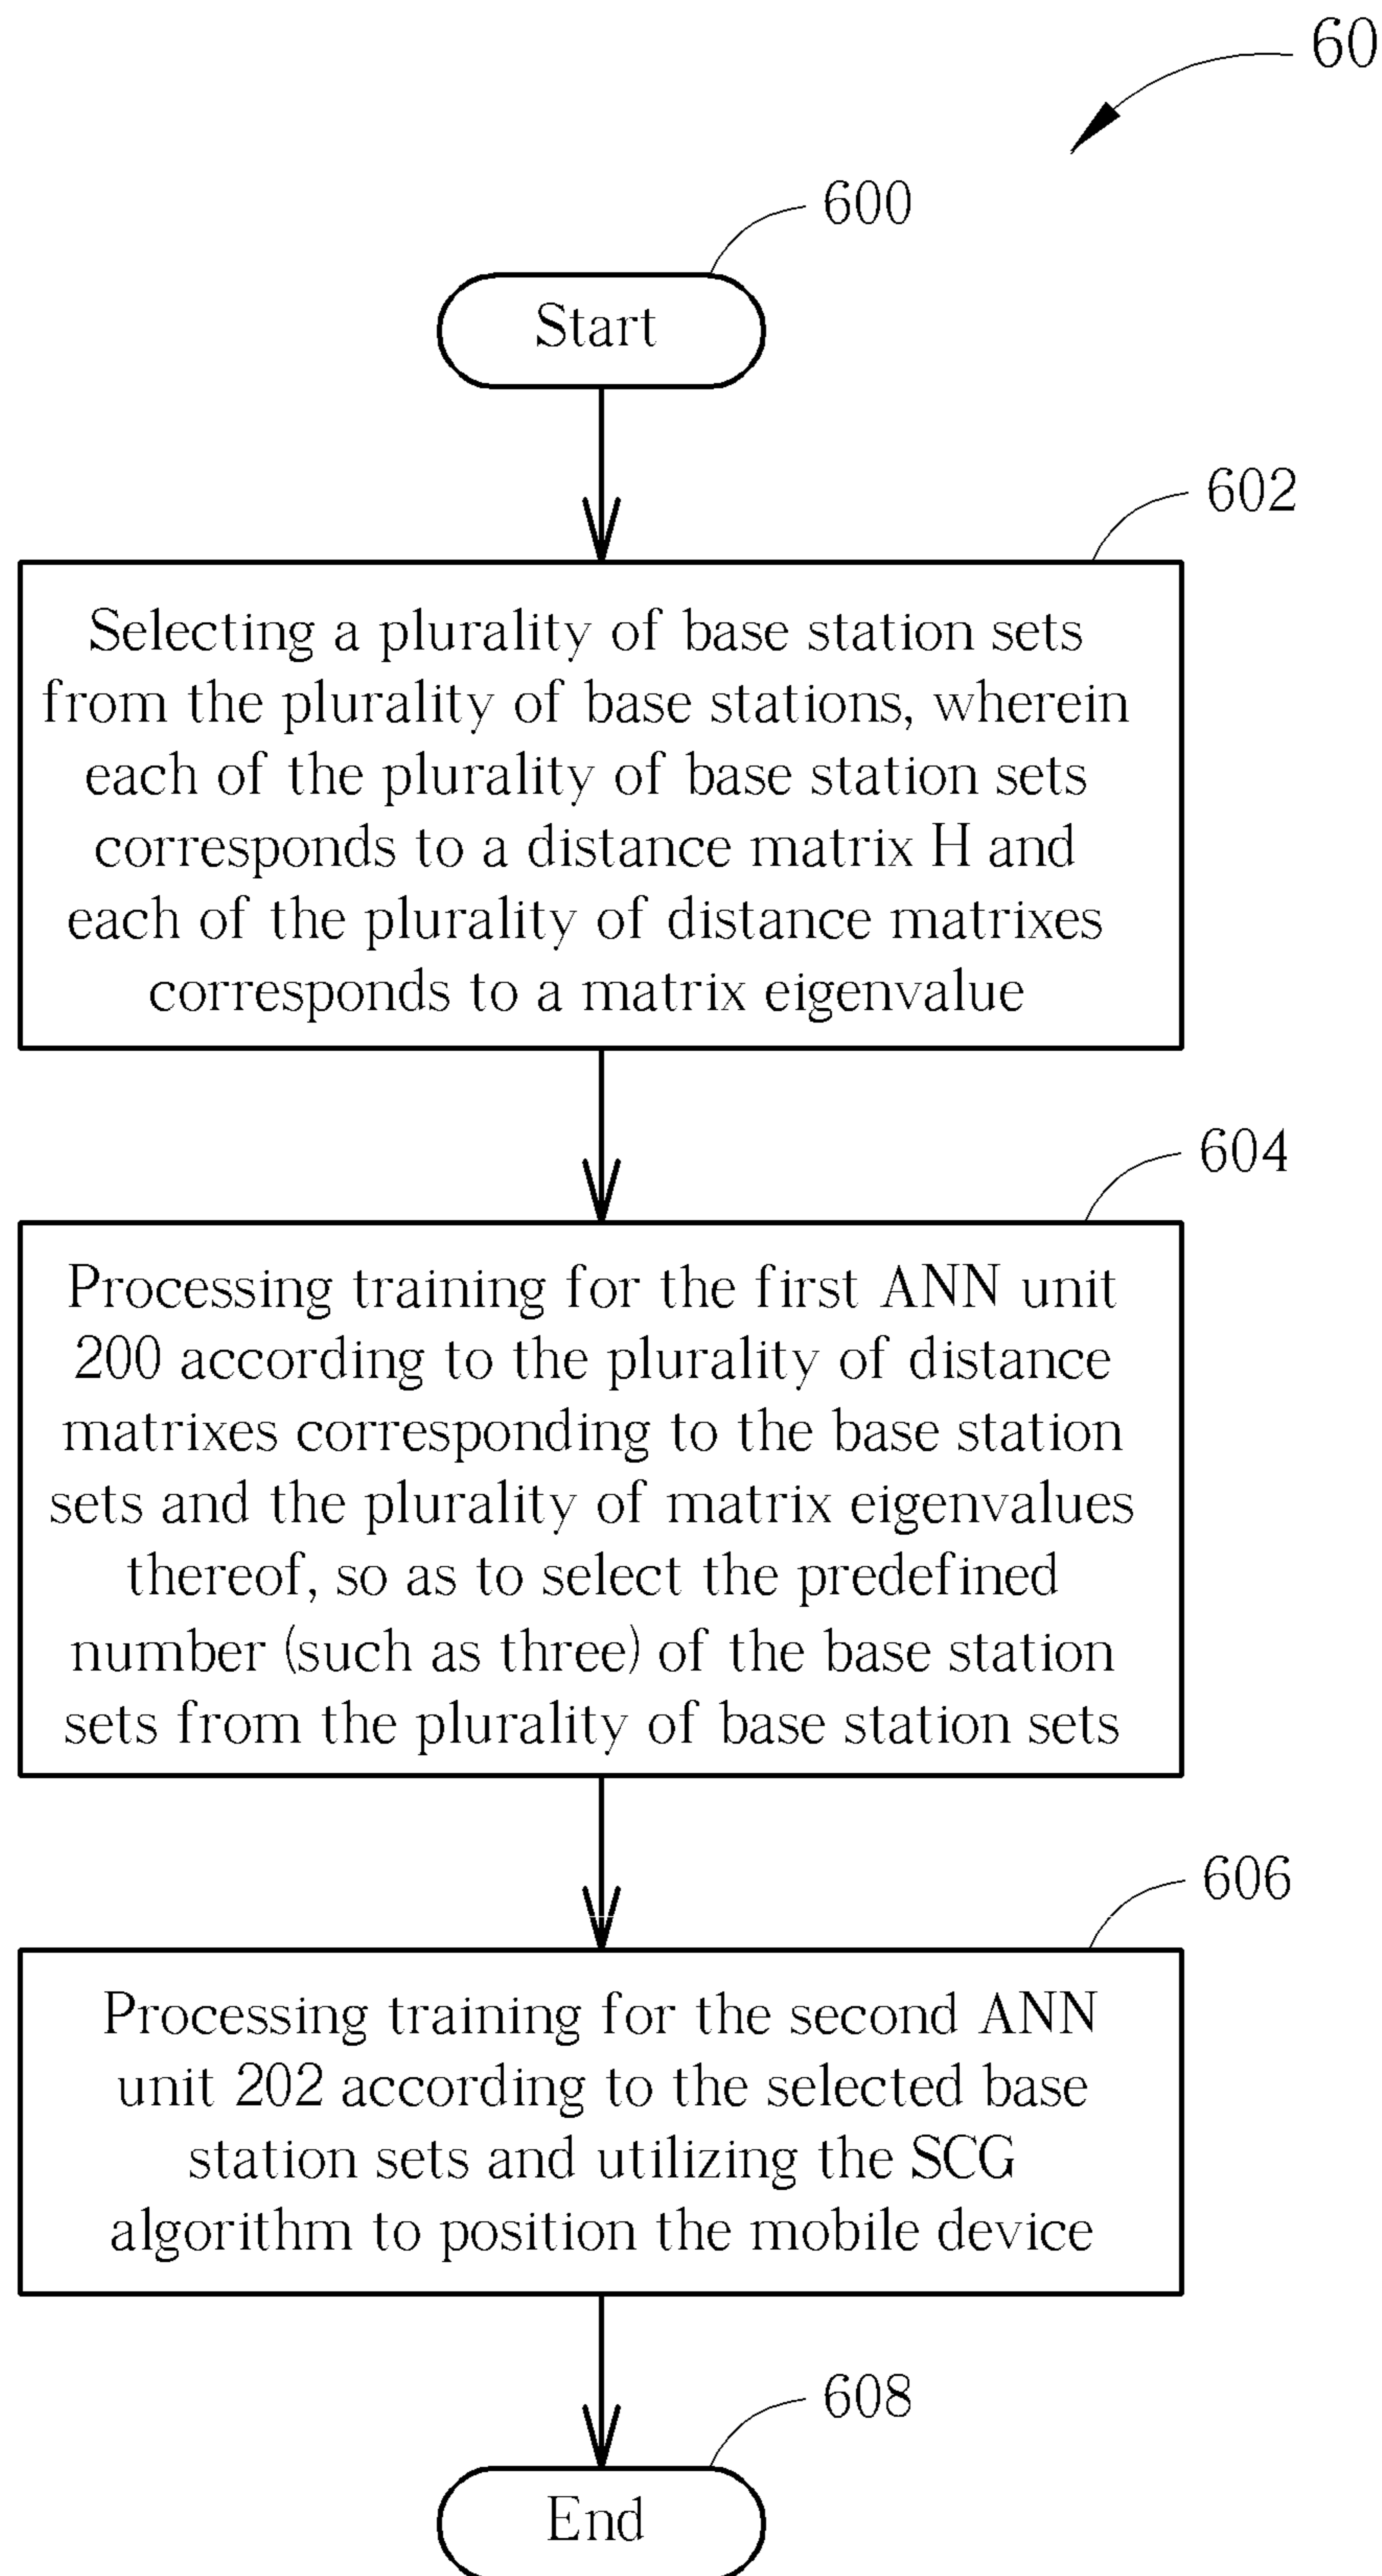 60
600
Start
602
Selecting a plurality of base station sets
from the plurality of base stations, wherein
each of the plurality of base station sets
corresponds to a distance matrix H and
each of the plurality of distance matrixes
corresponds to a matrix eigenvalue
604
Processing training for the first ANN unit
200 according to the plurality of distance
matrixes corresponding to the base station
sets and the plurality of matrix eigenvalues
thereof, so as to select the predefined
number (such as three) of the base station
sets from the plurality of base station sets
606
Processing training for the second ANN
unit 202 according to the selected base
station sets and utilizing the SCG
algorithm to position the mobile device
608
End